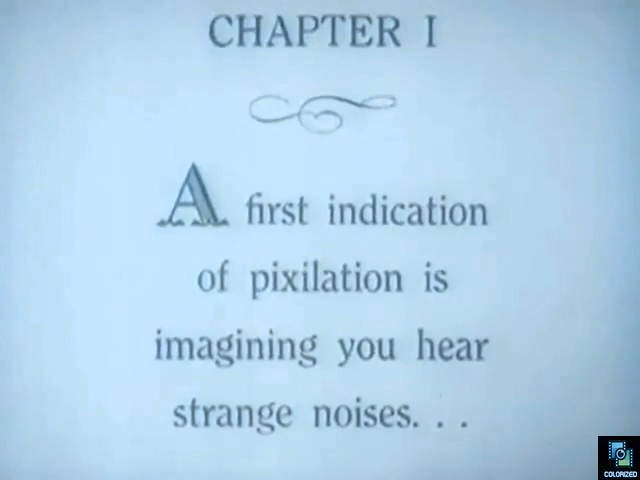 CHAPTER I
A first indication
of pixilation is
imagining you hear
strange noises. . .
COLORIZED